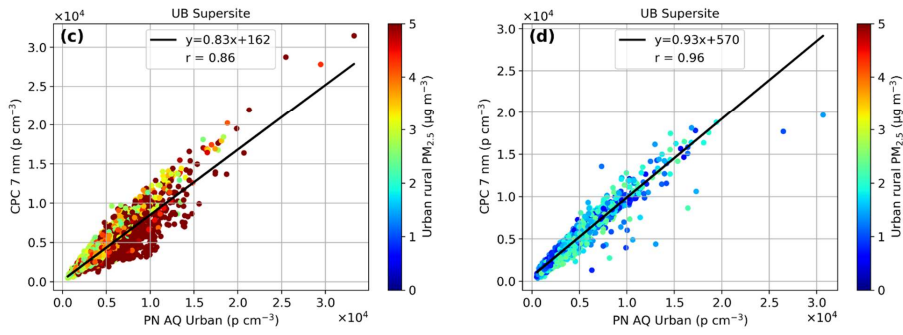 ×10⁴ UB Supersite
(c)
y=0.83x+162
r = 0.86
3.0
2.5
2.0
1.5
1.0
0.5
0.0
CPC 7 nm (p cm⁻³)
0.0 0.5 1.0 1.5 2.0 2.5 3.0
PN AQ Urban (p cm⁻³) ×10⁴
5
4
3
2
1
0
Urban rural PM₂.₅ (µg m⁻³)
×10⁴ UB Supersite
(d)
y=0.93x+570
r = 0.96
3.0
2.5
2.0
1.5
1.0
0.5
0.0
CPC 7 nm (p cm⁻³)
0.0 0.5 1.0 1.5 2.0 2.5 3.0
PN AQ Urban (p cm⁻³) ×10⁴
5
4
3
2
1
0
Urban rural PM₂.₅ (µg m⁻³)